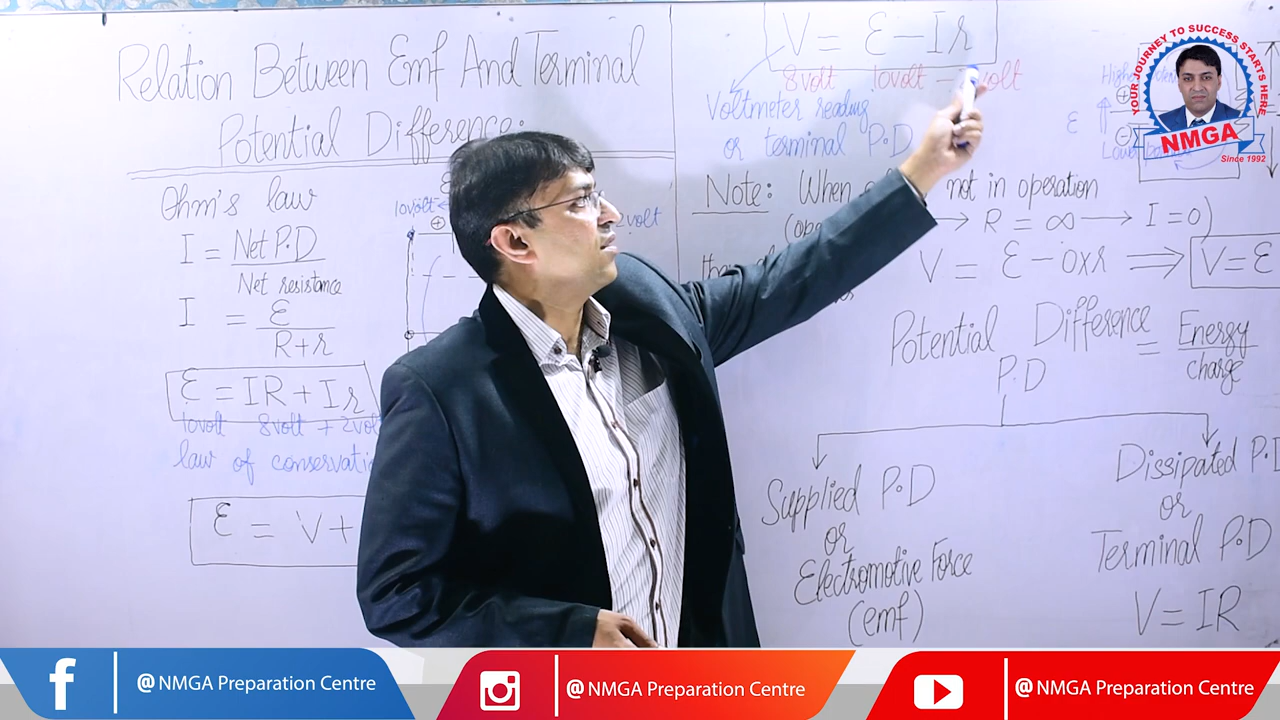 Relation Between Emf And Terminal
Potential Difference:
Ohm's law
I = Net P.D
Net resistance
I = ε
R+r
ε = IR + Ir
10volt 8volt + 2vol
law of conservati
ε = V+
10volt
⊕
2volt
V = ε - Ir
8volt 10volt - volt
Voltmeter reading
or terminal P.D
Note: When not in operation
→ R = ∞ → I = 0)
V = ε - 0xr ⇒ V = ε
Potential Difference = Energy
charge
P.D
Supplied P.D
or
Electromotive Force
(emf)
Dissipated P.D
or
Terminal P.D
V = IR
ε
YOUR JOURNEY TO SUCCESS STARTS HERE
NMGA
Since 1992
@NMGA Preparation Centre
@NMGA Preparation Centre
@NMGA Preparation Centre